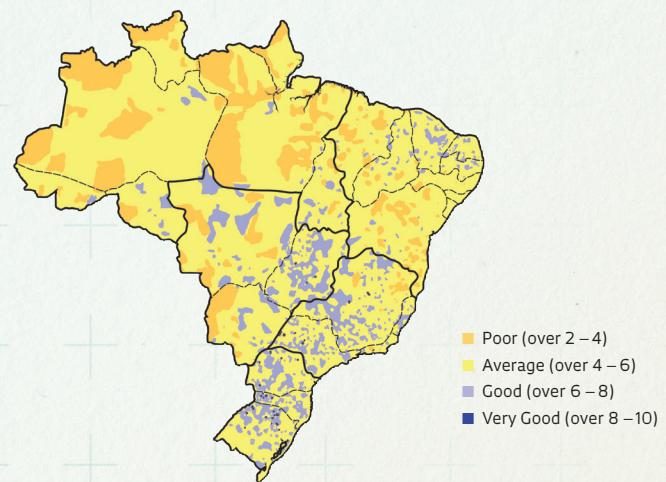 Poor (over 2 – 4)
Average (over 4 – 6)
Good (over 6 – 8)
Very Good (over 8 –10)